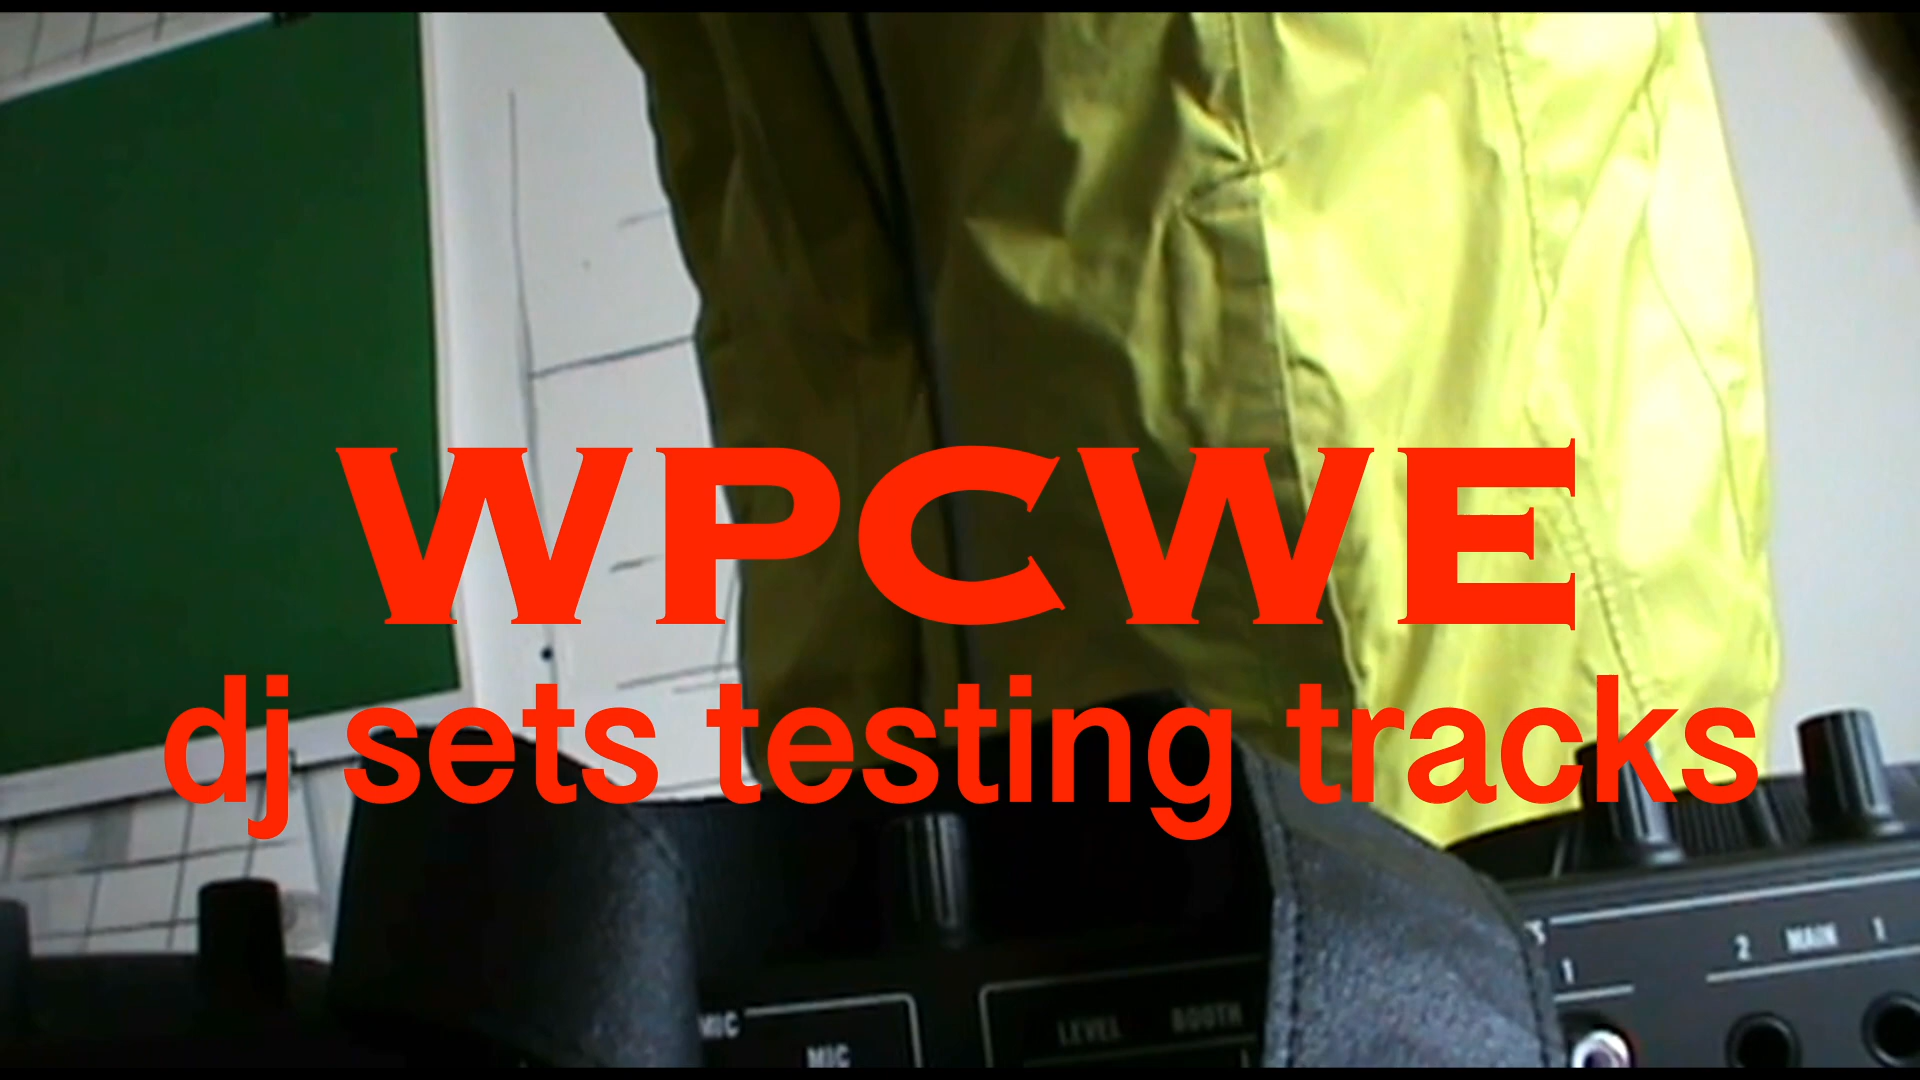 WPCWE
dj sets testing tracks
1
2 MAIN 1
MIC
MIC
LEVEL BOOTH